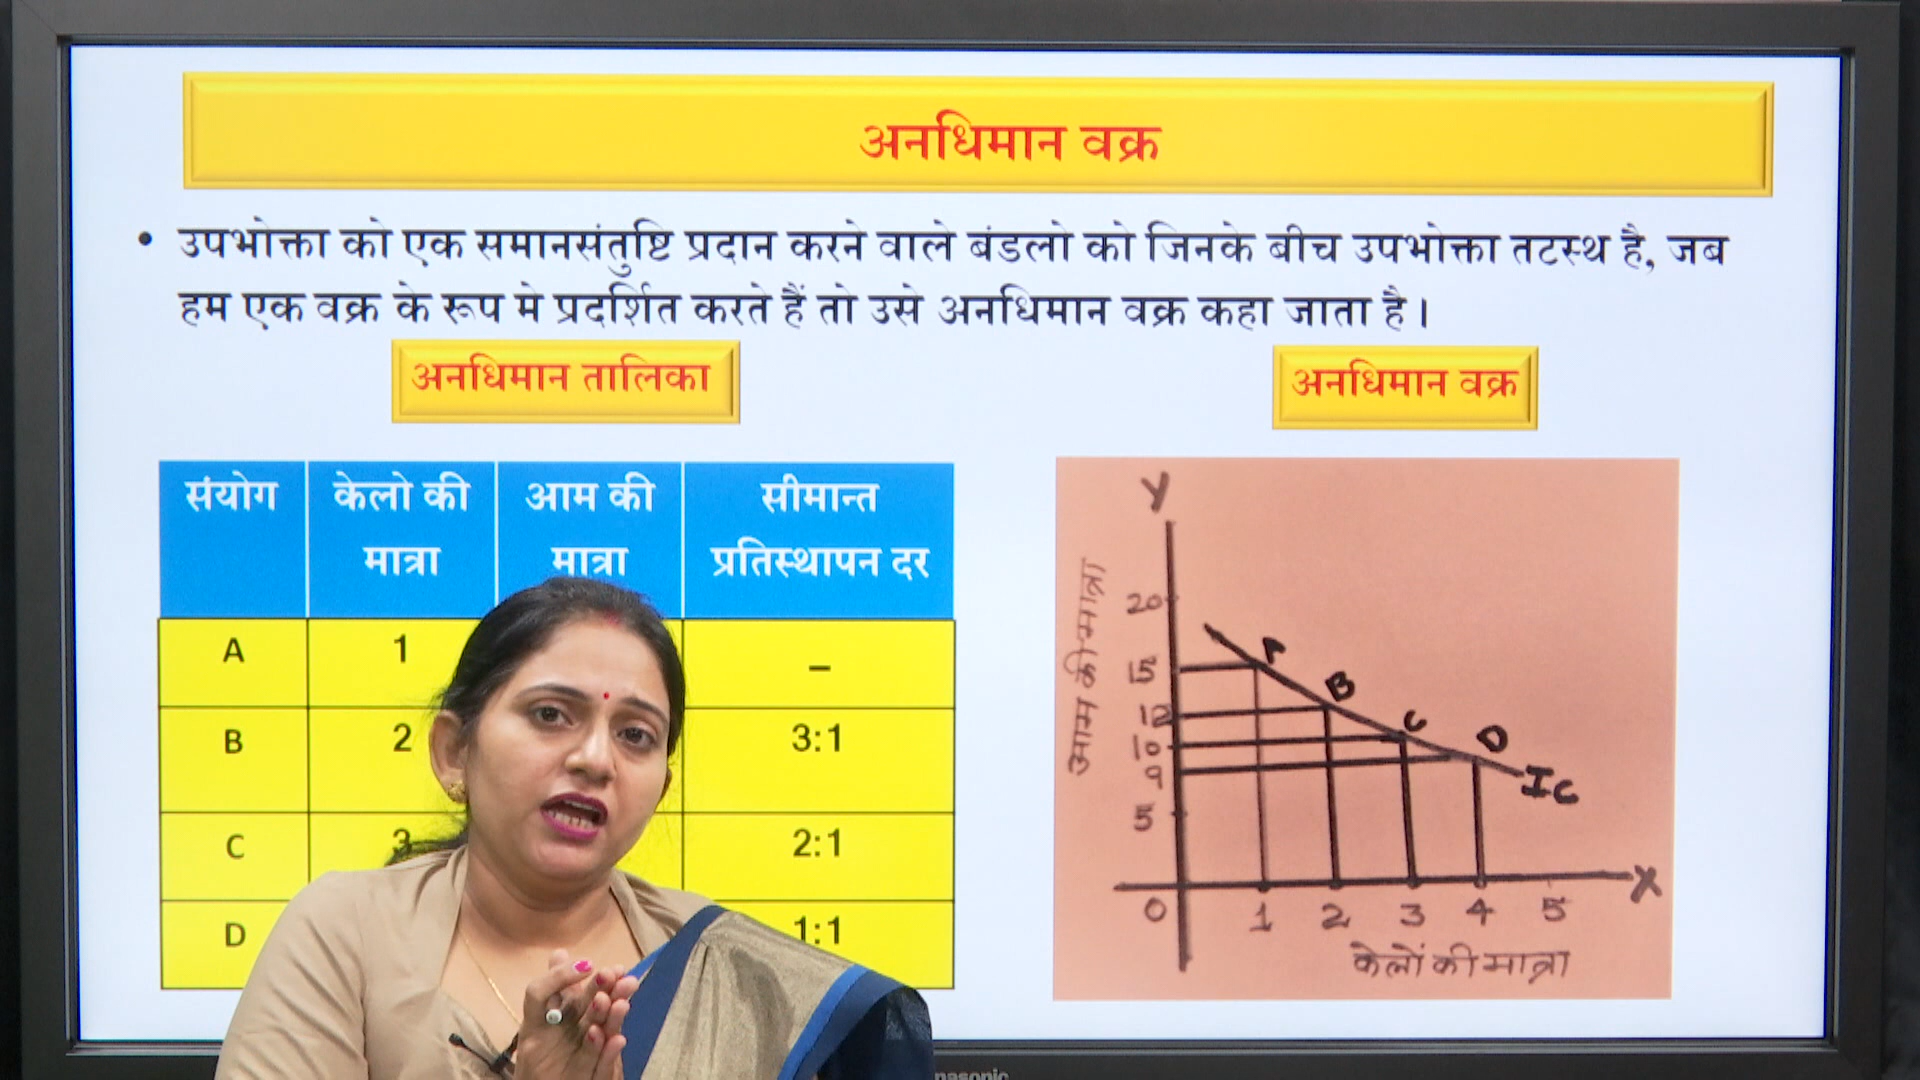 अनधिमान वक्र
• उपभोक्ता को एक समानसंतुष्टि प्रदान करने वाले बंडलो को जिनके बीच उपभोक्ता तटस्थ है, जब
हम एक वक्र के रूप मे प्रदर्शित करते हैं तो उसे अनधिमान वक्र कहा जाता है।
अनधिमान तालिका
संयोग केलो की मात्रा आम की मात्रा सीमान्त प्रतिस्थापन दर
A 1 –
B 2 3:1
C 3 2:1
D 1:1
अनधिमान वक्र
Y
आम की मात्रा
20
15
12
10
9
5
A
B
C
D
IC
0 1 2 3 4 5 X
केलों की मात्रा